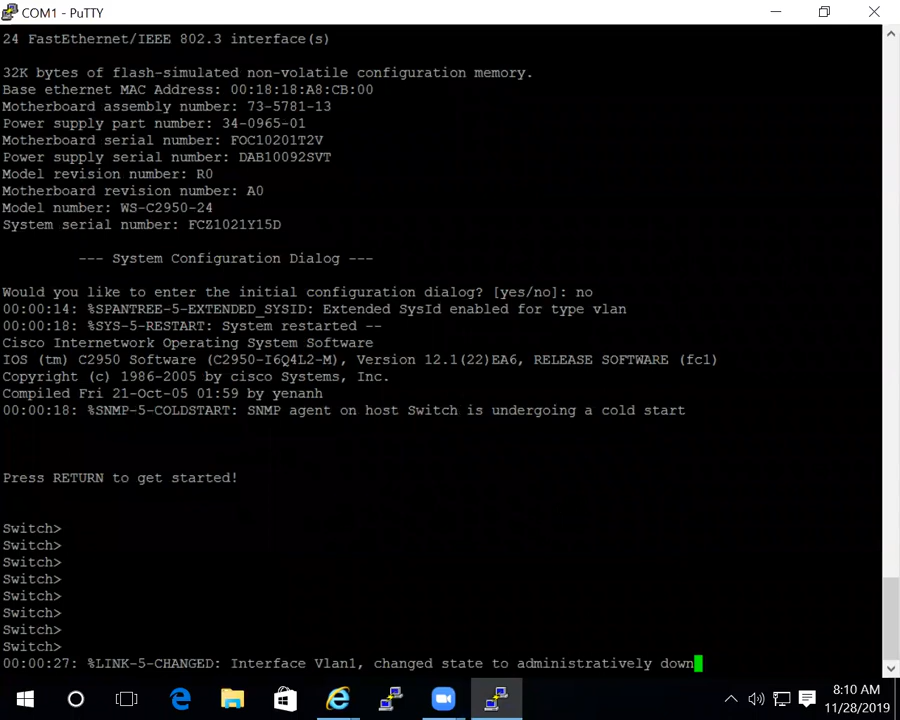 COM1 - PuTTY
24 FastEthernet/IEEE 802.3 interface(s)
32K bytes of flash-simulated non-volatile configuration memory.
Base ethernet MAC Address: 00:18:18:A8:CB:00
Motherboard assembly number: 73-5781-13
Power supply part number: 34-0965-01
Motherboard serial number: FOC10201T2V
Power supply serial number: DAB10092SVT
Model revision number: R0
Motherboard revision number: A0
Model number: WS-C2950-24
System serial number: FCZ1021Y15D
--- System Configuration Dialog ---
Would you like to enter the initial configuration dialog? [yes/no]: no
00:00:14: %SPANTREE-5-EXTENDED_SYSID: Extended SysId enabled for type vlan
00:00:18: %SYS-5-RESTART: System restarted --
Cisco Internetwork Operating System Software
IOS (tm) C2950 Software (C2950-I6Q4L2-M), Version 12.1(22)EA6, RELEASE SOFTWARE (fc1)
Copyright (c) 1986-2005 by cisco Systems, Inc.
Compiled Fri 21-Oct-05 01:59 by yenanh
00:00:18: %SNMP-5-COLDSTART: SNMP agent on host Switch is undergoing a cold start
Press RETURN to get started!
Switch>
Switch>
Switch>
Switch>
Switch>
Switch>
Switch>
Switch>
00:00:27: %LINK-5-CHANGED: Interface Vlan1, changed state to administratively down
8:10 AM
11/28/2019